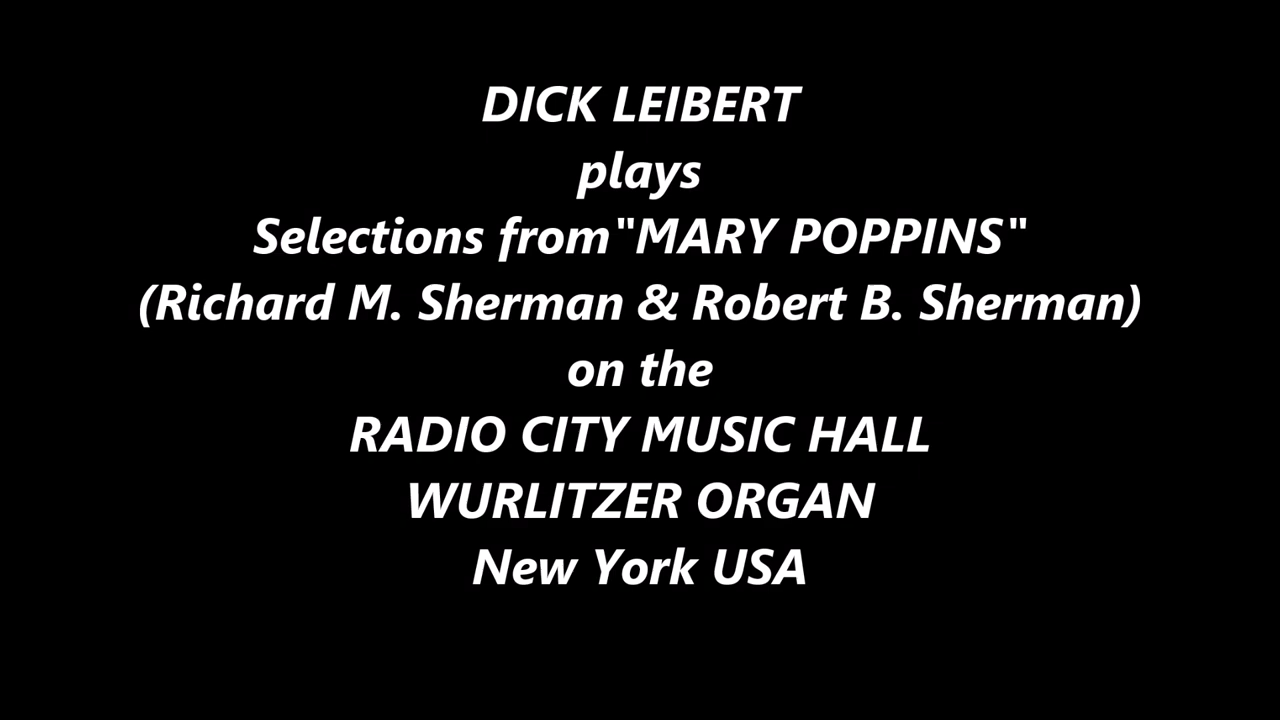 DICK LEIBERT
plays
Selections from"MARY POPPINS"
(Richard M. Sherman & Robert B. Sherman)
on the
RADIO CITY MUSIC HALL
WURLITZER ORGAN
New York USA